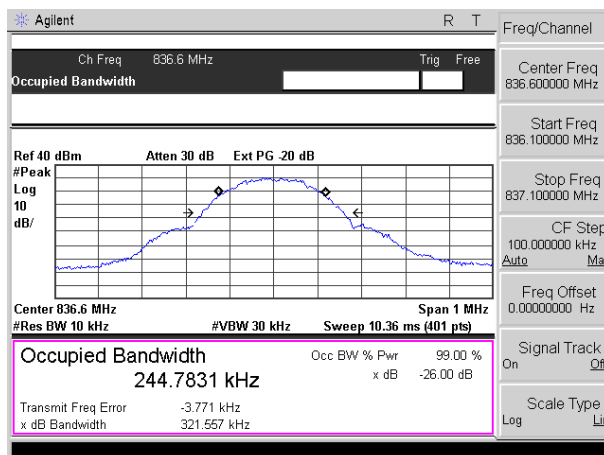 Agilent R T
Ch Freq 836.6 MHz Trig Free
Occupied Bandwidth
Ref 40 dBm Atten 30 dB Ext PG -20 dB
#Peak
Log
10
dB/
Center 836.6 MHz Span 1 MHz
#Res BW 10 kHz #VBW 30 kHz Sweep 10.36 ms (401 pts)
Occupied Bandwidth Occ BW % Pwr 99.00 %
244.7831 kHz x dB -26.00 dB
Transmit Freq Error -3.771 kHz
x dB Bandwidth 321.557 kHz
Freq/Channel
Center Freq
836.600000 MHz
Start Freq
836.100000 MHz
Stop Freq
837.100000 MHz
CF Step
100.000000 kHz
Auto Ma
Freq Offset
0.00000000 Hz
Signal Track
On Off
Scale Type
Log Li